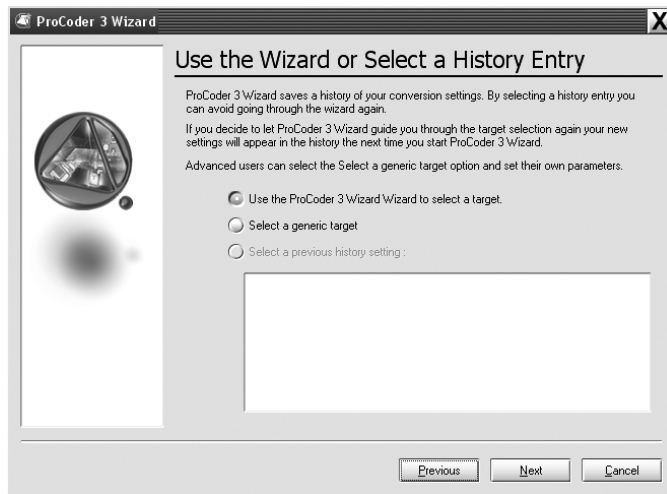 ProCoder 3 Wizard
X
Use the Wizard or Select a History Entry
ProCoder 3 Wizard saves a history of your conversion settings. By selecting a history entry you
can avoid going through the wizard again.
If you decide to let ProCoder 3 Wizard guide you through the target selection again your new
settings will appear in the history the next time you start ProCoder 3 Wizard.
Advanced users can select the Select a generic target option and set their own parameters.
Use the ProCoder 3 Wizard Wizard to select a target.
Select a generic target
Select a previous history setting :
Previous Next Cancel